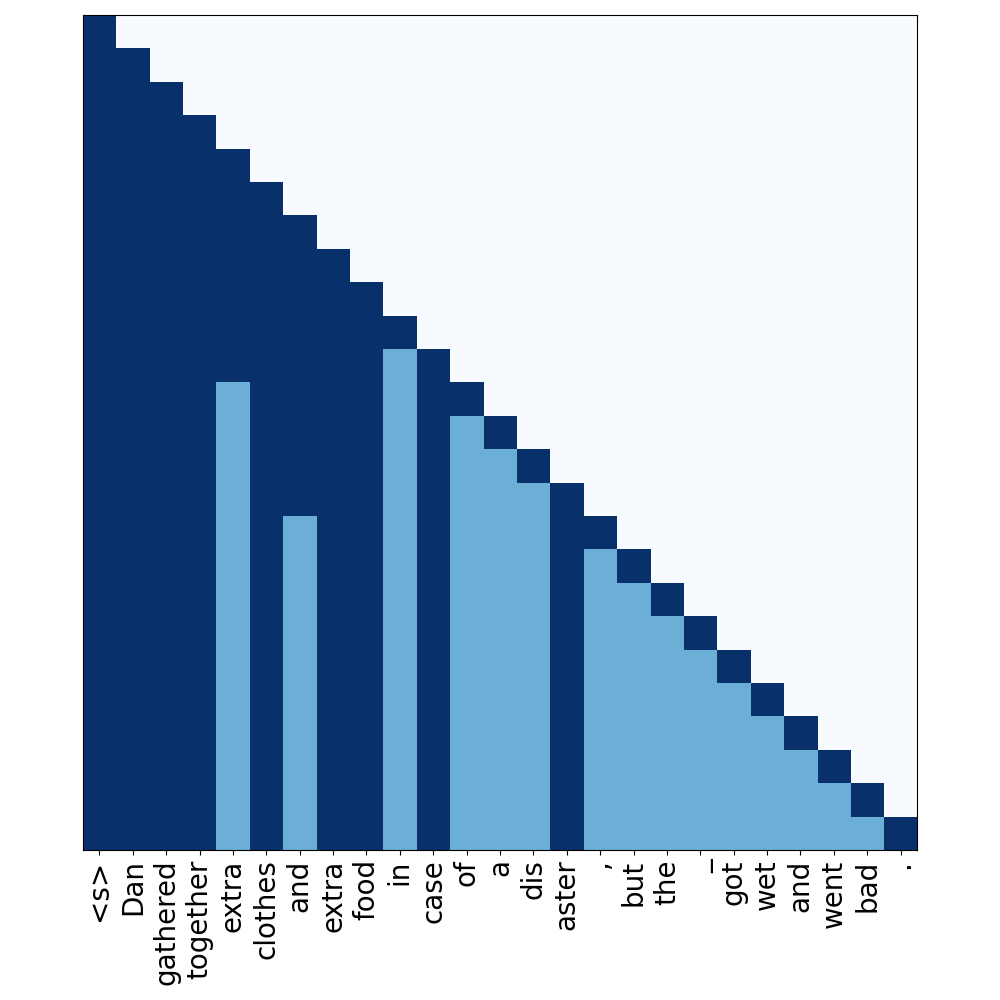 <s>
Dan
gathered
together
extra
clothes
and
extra
food
in
case
of
a
dis
aster
,
but
the
_
got
wet
and
went
bad
.